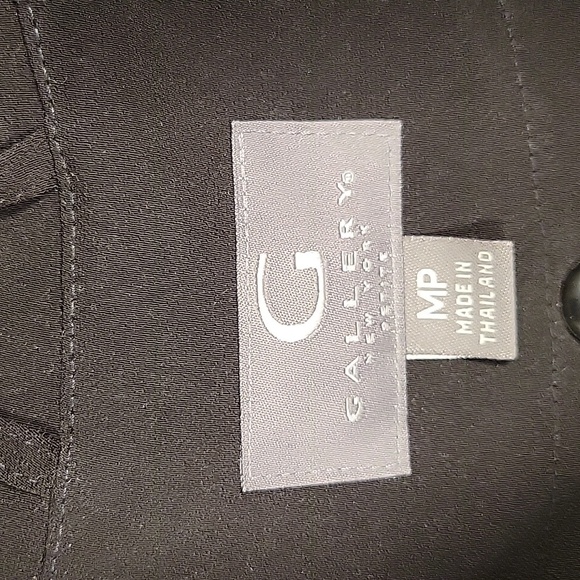 G
GALLERY®
NEW YORK
PETITE
MP
MADE IN
THAILAND